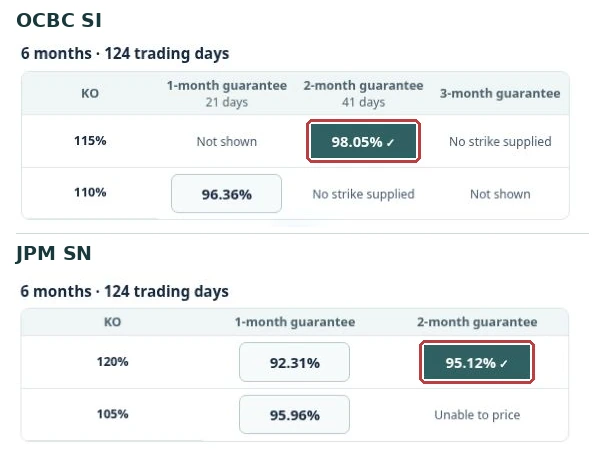 OCBC SI
6 months · 124 trading days
KO 1-month guarantee 2-month guarantee 3-month guarantee
21 days 41 days
115% Not shown 98.05% ✓ No strike supplied
110% 96.36% No strike supplied Not shown
JPM SN
6 months · 124 trading days
KO 1-month guarantee 2-month guarantee
120% 92.31% 95.12% ✓
105% 95.96% Unable to price